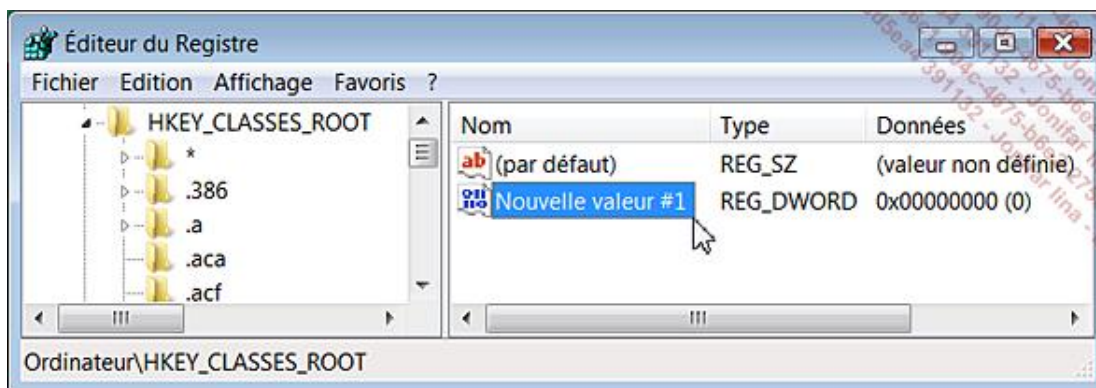 Éditeur du Registre
Fichier Edition Affichage Favoris ?
HKEY_CLASSES_ROOT
*
.386
.a
.aca
.acf
Nom Type Données
(par défaut) REG_SZ (valeur non définie)
Nouvelle valeur #1 REG_DWORD 0x00000000 (0)
Ordinateur\HKEY_CLASSES_ROOT